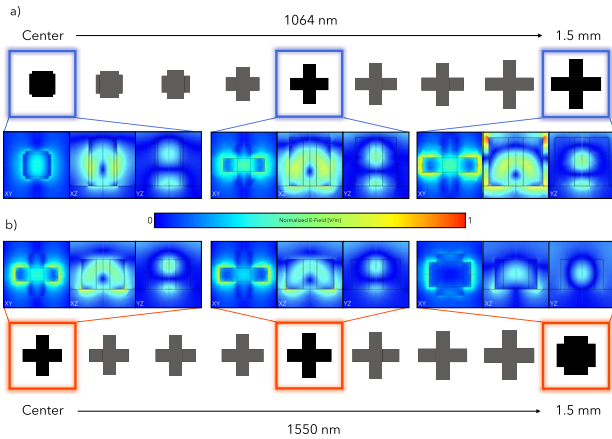 a)
1064 nm
Center
1.5 mm
XY XZ YZ
XY XZ YZ
XY XZ YZ
0 Normalized E-Field [V/m] 1
b)
XY XZ YZ
XY XZ YZ
XY XZ YZ
Center
1.5 mm
1550 nm